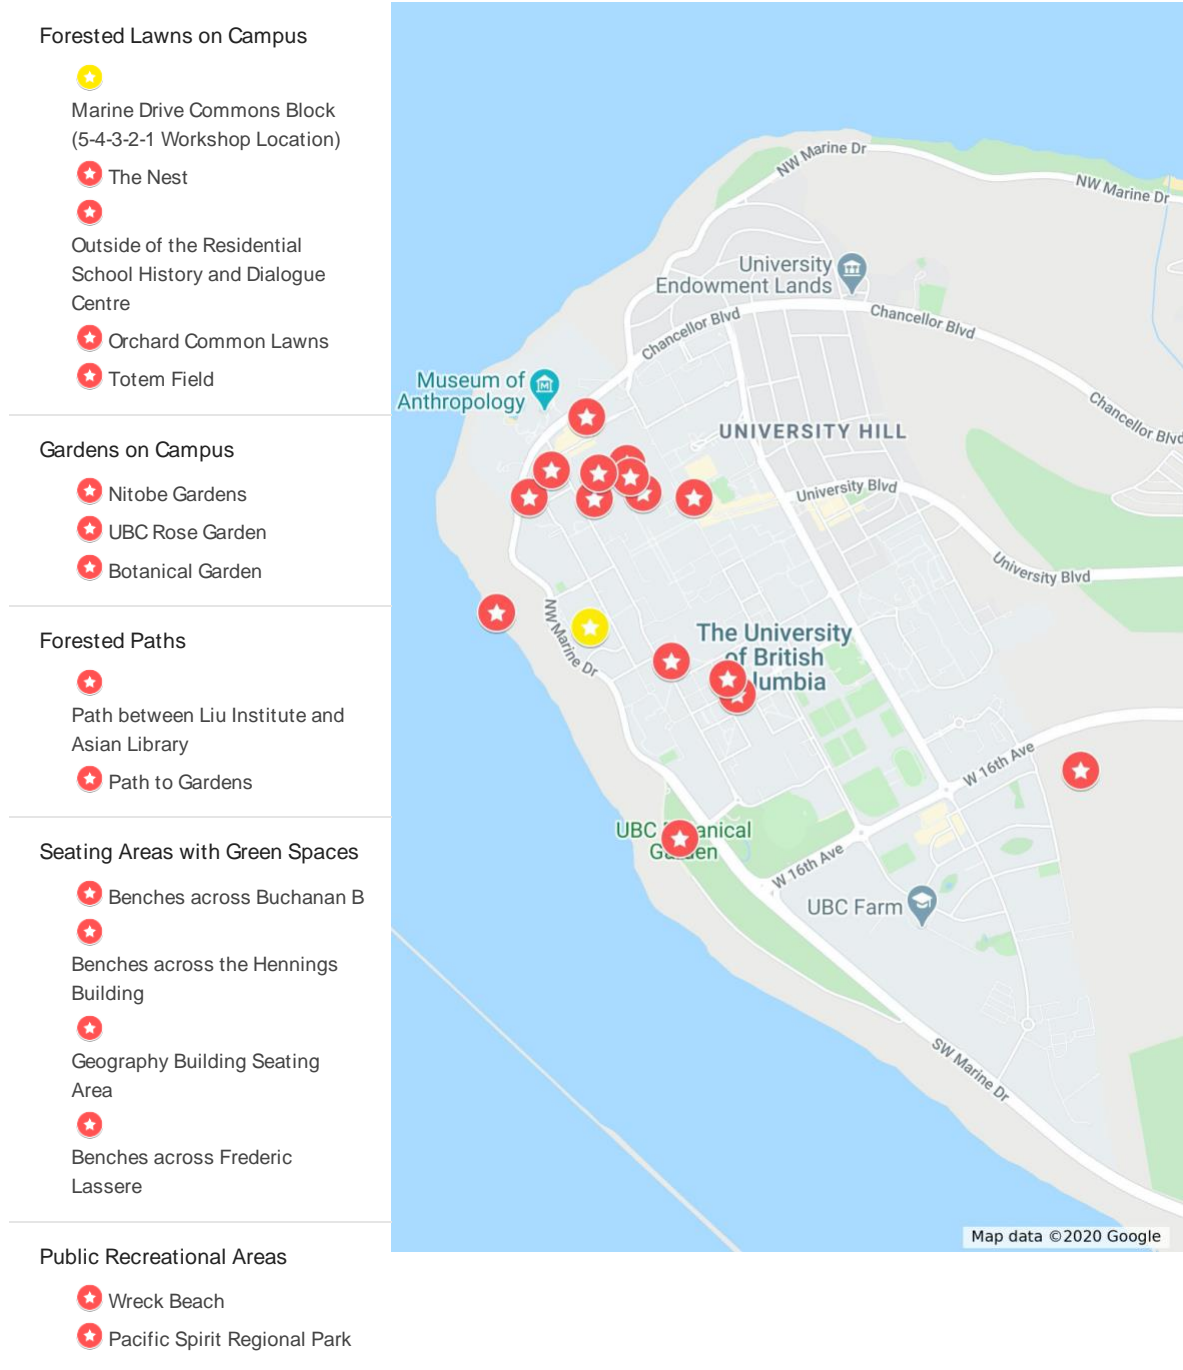 Forested Lawns on Campus
Marine Drive Commons Block
(5-4-3-2-1 Workshop Location)
The Nest
Outside of the Residential
School History and Dialogue
Centre
Orchard Common Lawns
Totem Field
Gardens on Campus
Nitobe Gardens
UBC Rose Garden
Botanical Garden
Forested Paths
Path between Liu Institute and
Asian Library
Path to Gardens
Seating Areas with Green Spaces
Benches across Buchanan B
Benches across the Hennings
Building
Geography Building Seating
Area
Benches across Frederic
Lassere
Public Recreational Areas
Wreck Beach
Pacific Spirit Regional Park
NW Marine Dr
NW Marine Dr
University
Endowment Lands
Chancellor Blvd
Chancellor Blvd
Chancellor Blvd
Museum of
Anthropology
UNIVERSITY HILL
University Blvd
University Blvd
NW Marine Dr
The University
of British
lumbia
W 16th Ave
UBC anical
Ga en
W 16th Ave
UBC Farm
SW Marine Dr
Map data ©2020 Google